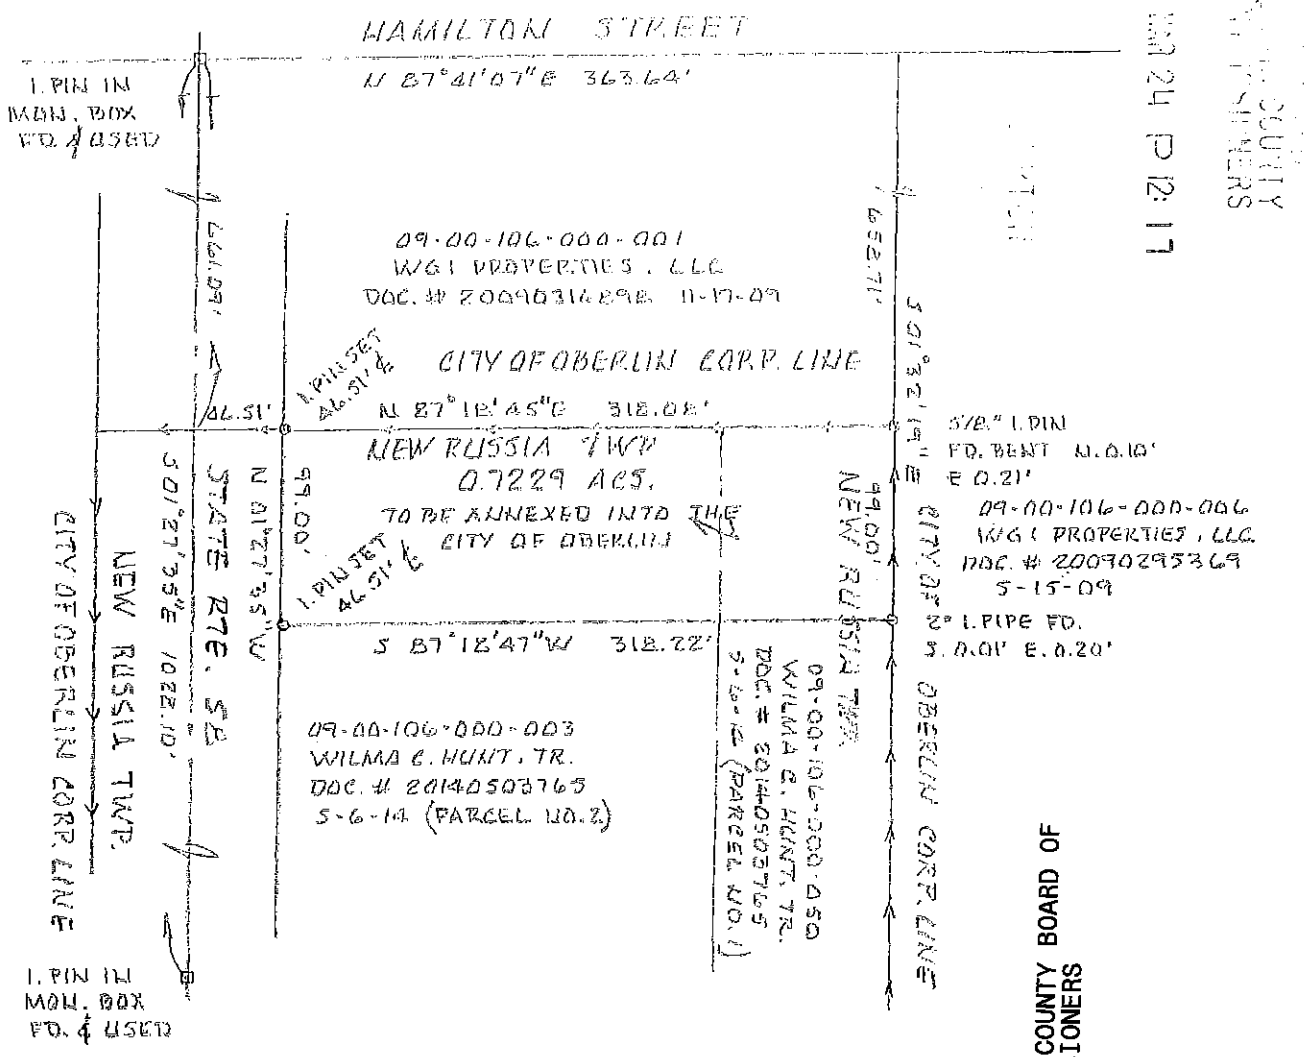 HAMILTON STREET
N 87°41'07"E 363.64'
I. PIN IN
MON. BOX
FD. & USED
COUNTY
24 P 12:17
661.09'
652.71'
09-00-106-000-001
WGI PROPERTIES, LLC
DOC. # 20090316898 11-17-09
I. PIN SET
46.51' ℄
CITY OF OBERLIN CORP. LINE
46.51'
N 87°18'45"E 318.08'
S 01°32'19" E
5/8" I. PIN
FD. BENT N. 0.10'
E 0.21'
NEW RUSSIA TWP
0.7229 ACS.
TO BE ANNEXED INTO THE
CITY OF OBERLIN
99.00'
N 01°27'35"W
99.00'
NEW RUSSIA TWP.
09-00-106-000-006
WGI PROPERTIES, LLC.
DOC. # 20090295369
5-15-09
I. PIN SET
46.51' ℄
2" I. PIPE FD.
S. 0.01' E. 0.20'
S 87°18'47"W 318.22'
STATE RTE. 58
S 01°27'35"E 1022.10'
NEW RUSSIA TWP.
CITY OF OBERLIN CORP. LINE
09-00-106-000-003
WILMA C. HUNT, TR.
DOC. # 20140503765
5-6-14 (PARCEL NO. 2)
09-00-106-000-050
WILMA C. HUNT, TR.
DOC. # 20140503765
5-6-14 (PARCEL NO. 1)
CITY OF OBERLIN CORP. LINE
I. PIN IN
MON. BOX
FD. & USED
COUNTY BOARD OF
IONERS